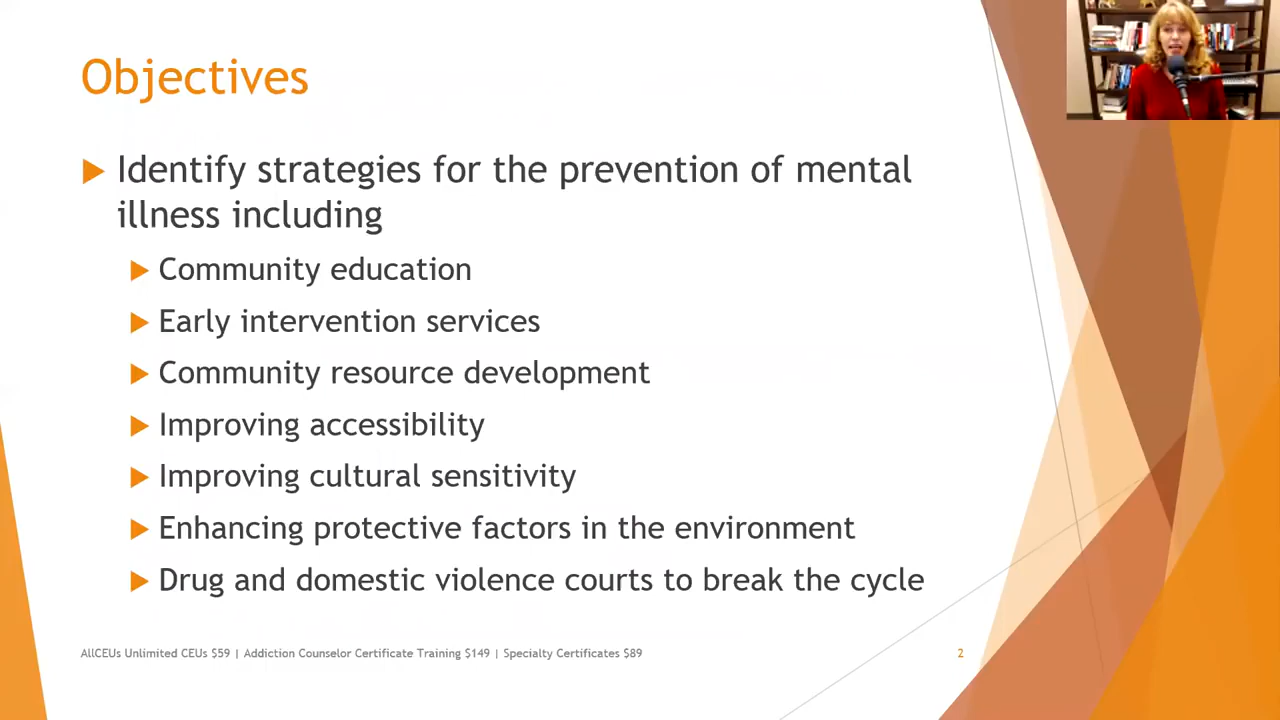 Objectives
Identify strategies for the prevention of mental
illness including
Community education
Early intervention services
Community resource development
Improving accessibility
Improving cultural sensitivity
Enhancing protective factors in the environment
Drug and domestic violence courts to break the cycle
AllCEUs Unlimited CEUs $59 | Addiction Counselor Certificate Training $149 | Specialty Certificates $89
2